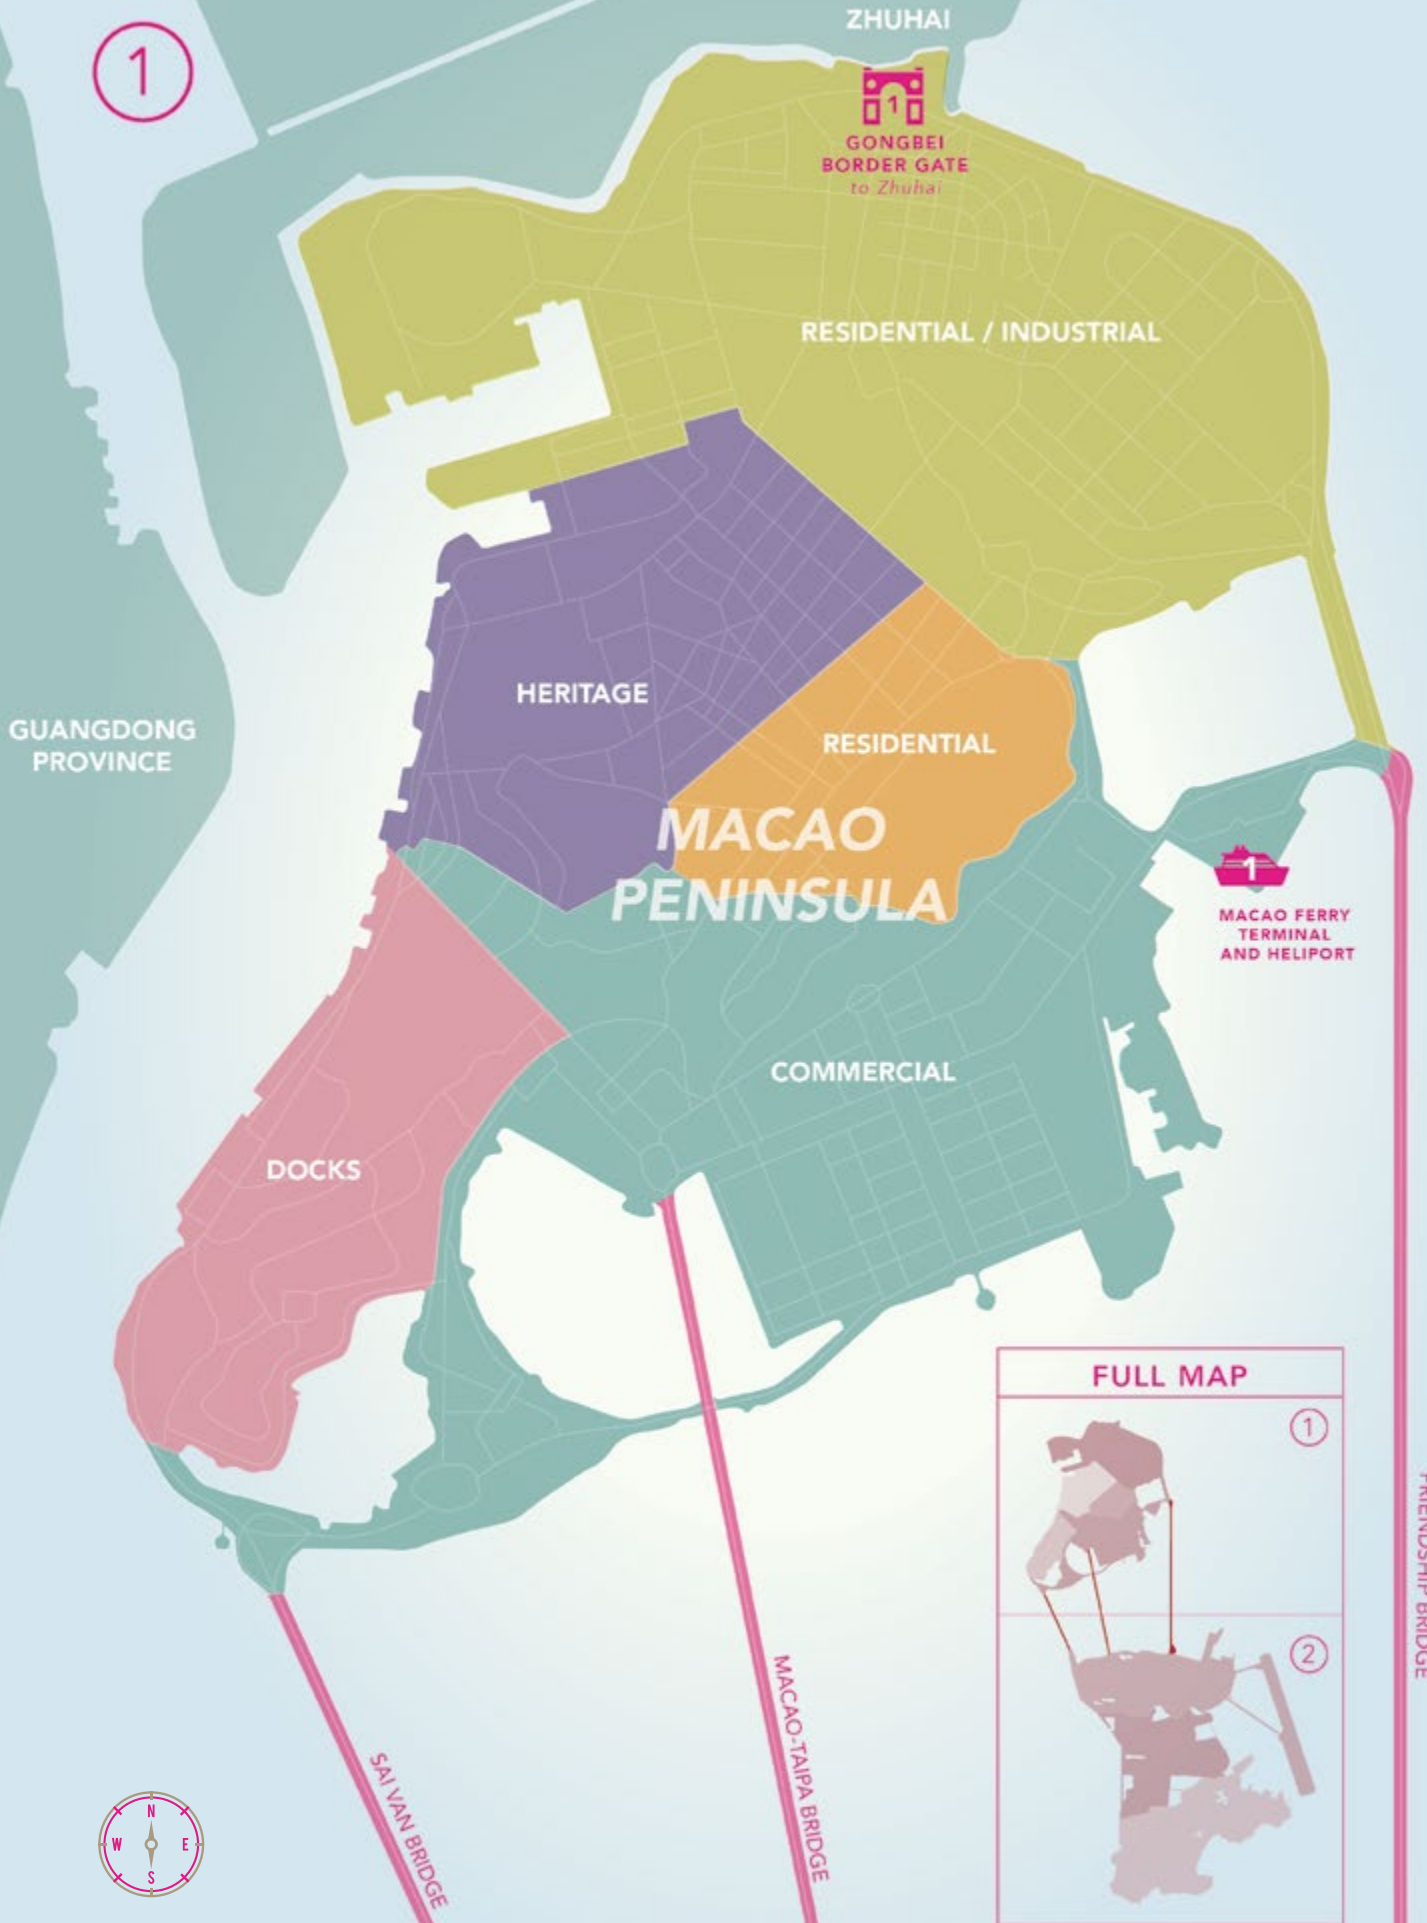 1
ZHUHAI
1
GONGBEI
BORDER GATE
to Zhuhai
RESIDENTIAL / INDUSTRIAL
HERITAGE
GUANGDONG
PROVINCE
RESIDENTIAL
MACAO
PENINSULA
1
MACAO FERRY
TERMINAL
AND HELIPORT
COMMERCIAL
DOCKS
FULL MAP
1
2
FRIENDSHIP BRIDGE
MACAO-TAIPA BRIDGE
SAI VAN BRIDGE
N
W E
S